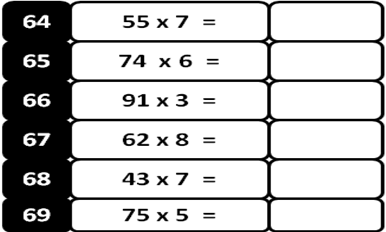 64 55 x 7 =
65 74 x 6 =
66 91 x 3 =
67 62 x 8 =
68 43 x 7 =
69 75 x 5 =